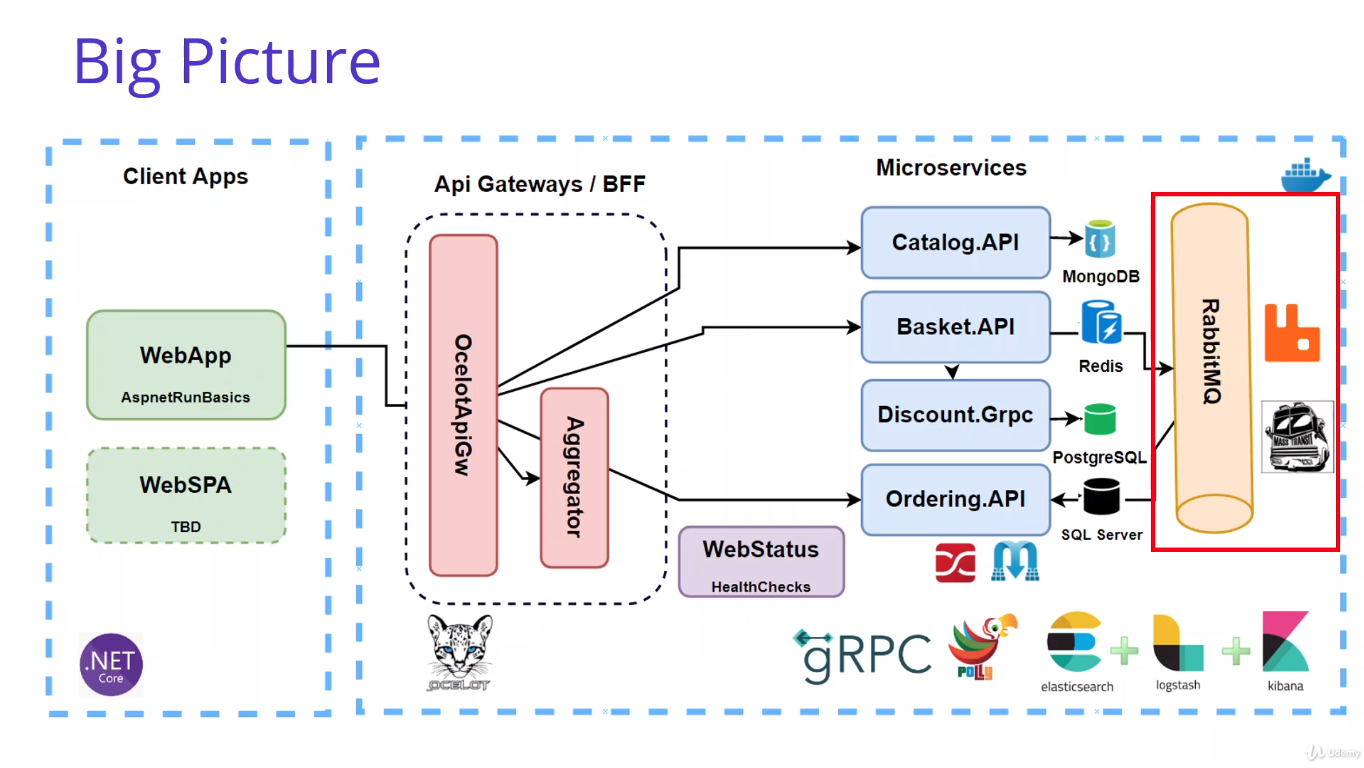 Big Picture
Client Apps
Api Gateways / BFF
Microservices
WebApp
AspnetRunBasics
WebSPA
TBD
OcelotApiGw
Aggregator
Catalog.API
MongoDB
Basket.API
Redis
Discount.Grpc
PostgreSQL
Ordering.API
SQL Server
RabbitMQ
MASS TRANSIT
WebStatus
HealthChecks
.NET
Core
OCELOT
gRPC
POLLY
elasticsearch
logstash
kibana
Udemy